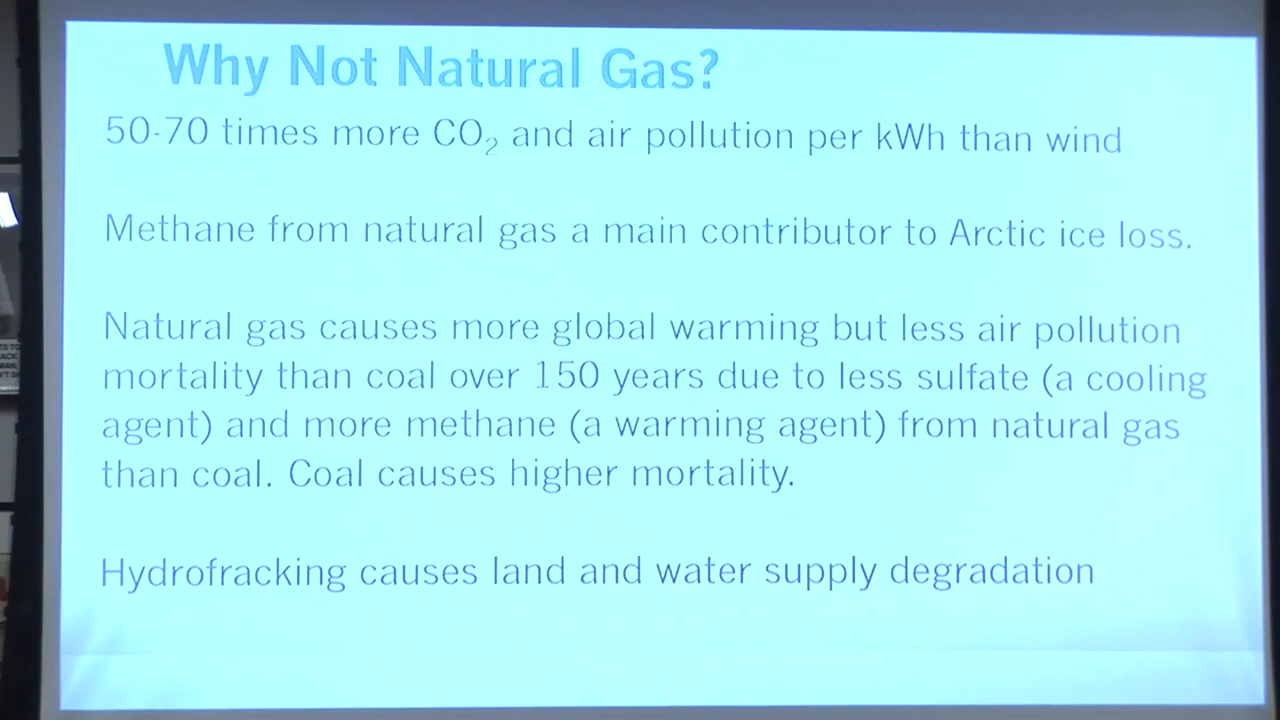 Why Not Natural Gas?
50-70 times more CO₂ and air pollution per kWh than wind
Methane from natural gas a main contributor to Arctic ice loss.
Natural gas causes more global warming but less air pollution
mortality than coal over 150 years due to less sulfate (a cooling
agent) and more methane (a warming agent) from natural gas
than coal. Coal causes higher mortality.
Hydrofracking causes land and water supply degradation